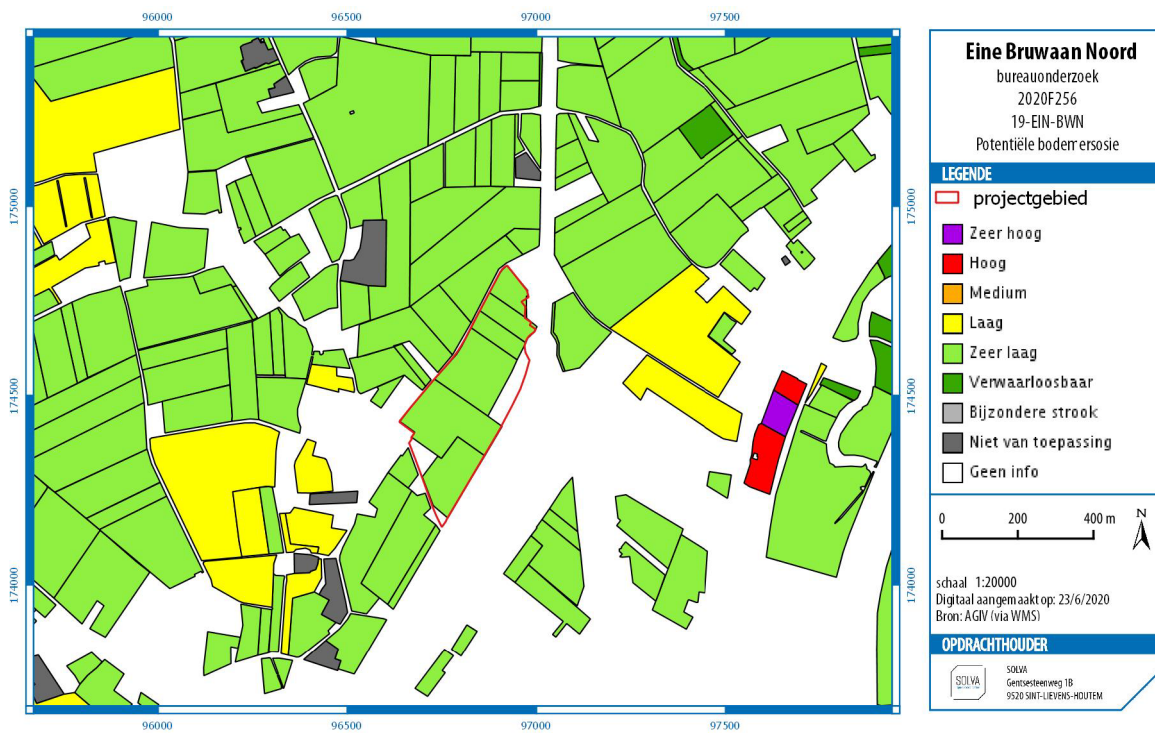 96000 96500 97000 97500
175000 174500 174000
175000 174500 174000
96000 96500 97000 97500
Eine Bruwaan Noord
bureauonderzoek
2020F256
19-EIN-BWN
Potentiële bodemersosie
LEGENDE
projectgebied
Zeer hoog
Hoog
Medium
Laag
Zeer laag
Verwaarloosbaar
Bijzondere strook
Niet van toepassing
Geen info
0 200 400 m
N
schaal 1:20000
Digitaal aangemaakt op: 23/6/2020
Bron: AGIV (via WMS)
OPDRACHTHOUDER
SOLVA
SOLVA
Gentsesteenweg 1B
9520 SINT-LIEVENS-HOUTEM